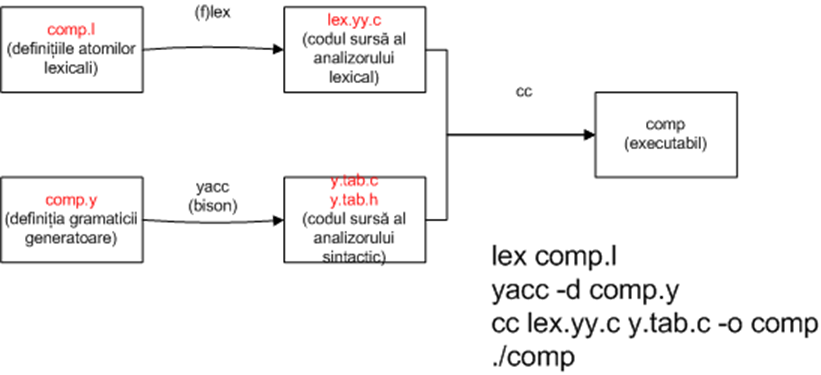 comp.l
(definițiile atomilor
lexicali)
(f)lex
lex.yy.c
(codul sursă al
analizorului
lexical)
cc
comp
(executabil)
comp.y
(definiția gramaticii
generatoare)
yacc
(bison)
y.tab.c
y.tab.h
(codul sursă al
analizorului
sintactic)
lex comp.l
yacc -d comp.y
cc lex.yy.c y.tab.c -o comp
./comp